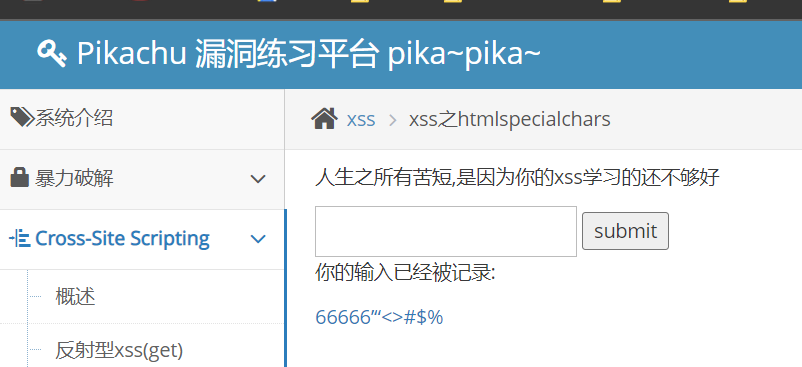 Pikachu 漏洞练习平台 pika~pika~
系统介绍
xss > xss之htmlspecialchars
暴力破解
人生之所有苦短,是因为你的xss学习的还不够好
Cross-Site Scripting
submit
你的输入已经被记录:
概述
66666'"<>#$%
反射型xss(get)